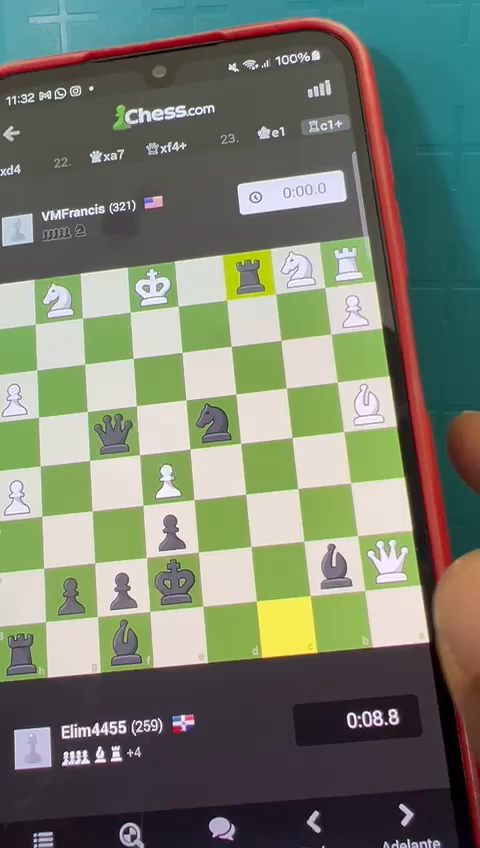 11:32
100%
Chess.com
xd4 22. ♛xa7 ♛xf4+ 23. ♚e1 ♜c1+
VMFrancis (321)
0:00.0
h g f e d c b a
Elim4455 (259)
0:08.8
+4
Adelante